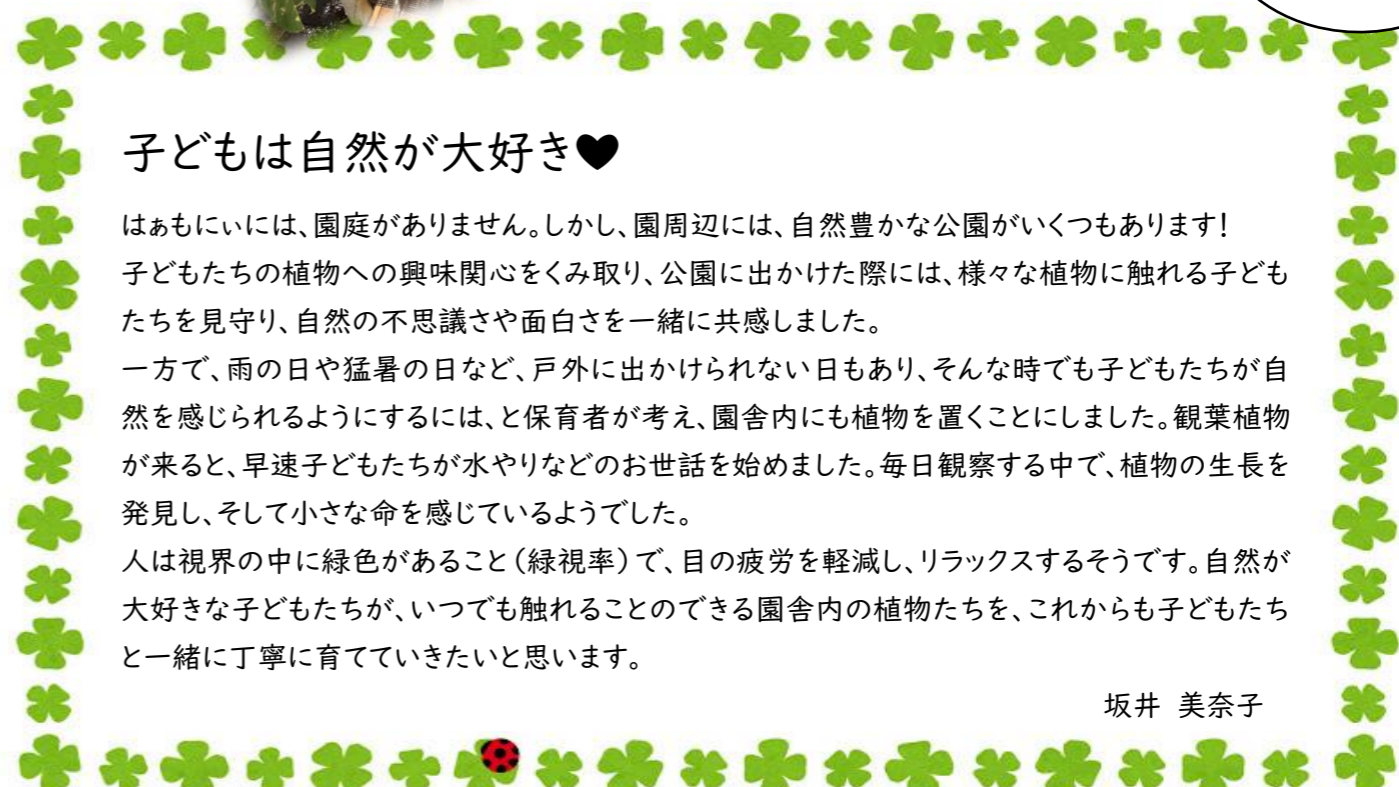 子どもは自然が大好き♥
はぁもにぃには、園庭がありません。しかし、園周辺には、自然豊かな公園がいくつもあります!
子どもたちの植物への興味関心をくみ取り、公園に出かけた際には、様々な植物に触れる子ども
たちを見守り、自然の不思議さや面白さを一緒に共感しました。
一方で、雨の日や猛暑の日など、戸外に出かけられない日もあり、そんな時でも子どもたちが自
然を感じられるようにするには、と保育者が考え、園舎内にも植物を置くことにしました。観葉植物
が来ると、早速子どもたちが水やりなどのお世話を始めました。毎日観察する中で、植物の生長を
発見し、そして小さな命を感じているようでした。
人は視界の中に緑色があること(緑視率)で、目の疲労を軽減し、リラックスするそうです。自然が
大好きな子どもたちが、いつでも触れることのできる園舎内の植物たちを、これからも子どもたち
と一緒に丁寧に育てていきたいと思います。
坂井 美奈子